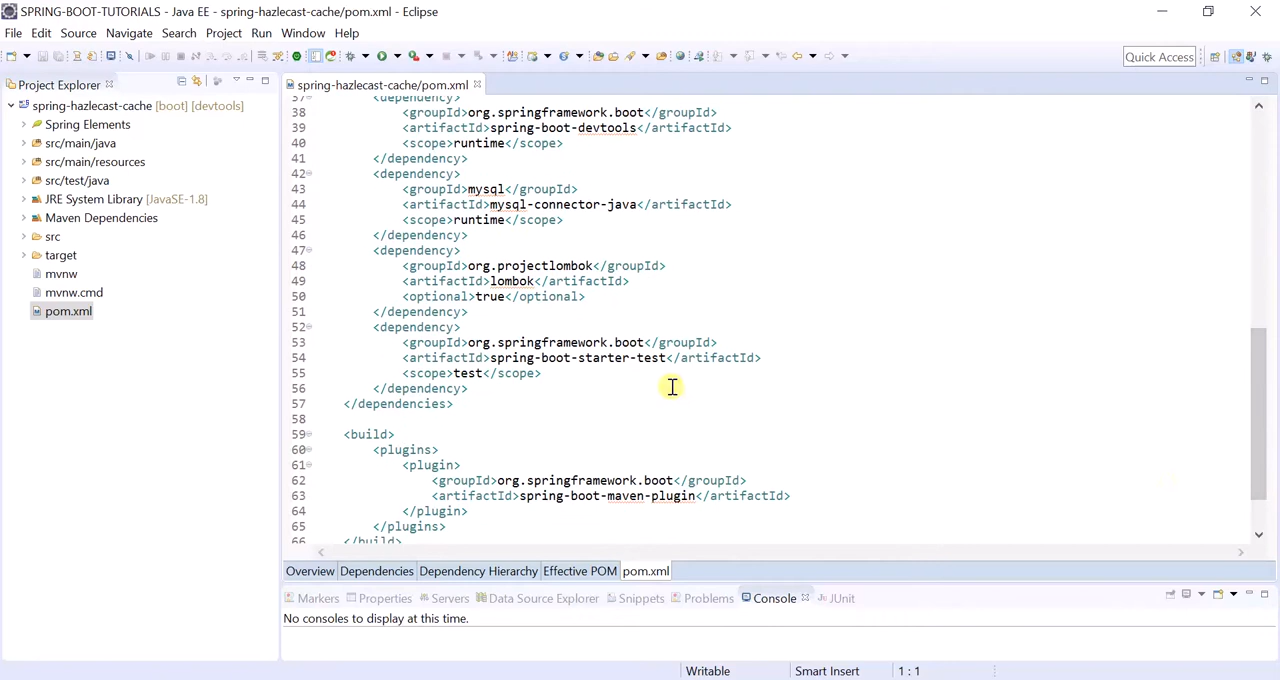 SPRING-BOOT-TUTORIALS - Java EE - spring-hazlecast-cache/pom.xml - Eclipse
File Edit Source Navigate Search Project Run Window Help
Quick Access
Project Explorer
spring-hazlecast-cache [boot] [devtools]
Spring Elements
src/main/java
src/main/resources
src/test/java
JRE System Library [JavaSE-1.8]
Maven Dependencies
src
target
mvnw
mvnw.cmd
pom.xml
spring-hazlecast-cache/pom.xml
37 <dependency>
38 <groupId>org.springframework.boot</groupId>
39 <artifactId>spring-boot-devtools</artifactId>
40 <scope>runtime</scope>
41 </dependency>
42 <dependency>
43 <groupId>mysql</groupId>
44 <artifactId>mysql-connector-java</artifactId>
45 <scope>runtime</scope>
46 </dependency>
47 <dependency>
48 <groupId>org.projectlombok</groupId>
49 <artifactId>lombok</artifactId>
50 <optional>true</optional>
51 </dependency>
52 <dependency>
53 <groupId>org.springframework.boot</groupId>
54 <artifactId>spring-boot-starter-test</artifactId>
55 <scope>test</scope>
56 </dependency>
57 </dependencies>
58
59 <build>
60 <plugins>
61 <plugin>
62 <groupId>org.springframework.boot</groupId>
63 <artifactId>spring-boot-maven-plugin</artifactId>
64 </plugin>
65 </plugins>
66 </build>
Overview Dependencies Dependency Hierarchy Effective POM pom.xml
Markers Properties Servers Data Source Explorer Snippets Problems Console JUnit
No consoles to display at this time.
Writable Smart Insert 1 : 1